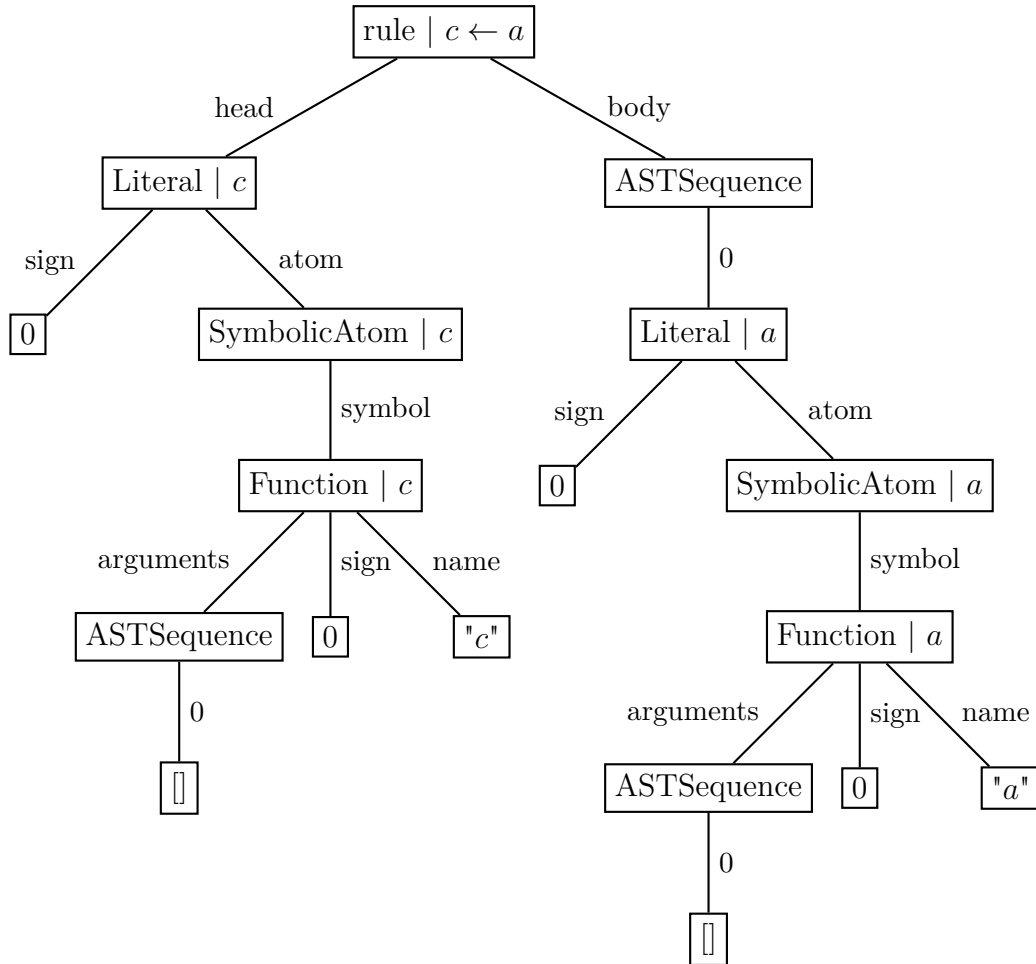 rule | c ← a
head
body
Literal | c
ASTSequence
sign
atom
0
0
SymbolicAtom | c
Literal | a
symbol
sign
atom
Function | c
0
SymbolicAtom | a
arguments
sign
name
symbol
ASTSequence
0
"c"
Function | a
0
arguments
sign
name
[]
ASTSequence
0
"a"
0
[]